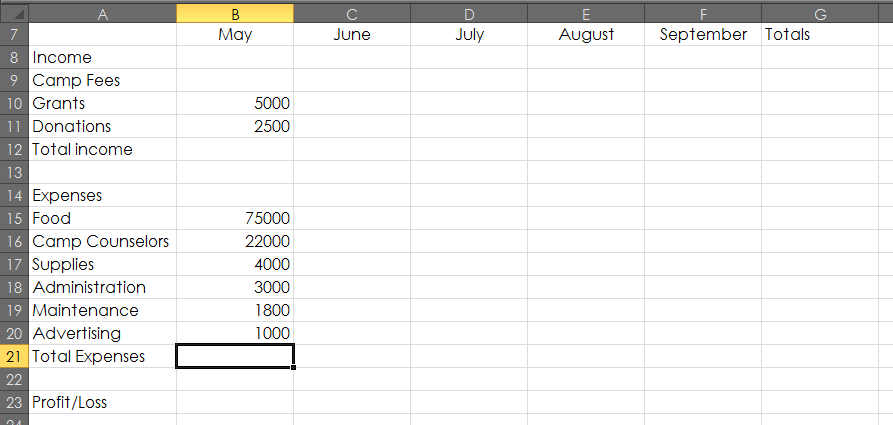 A B C D E F G
7 May June July August September Totals
8 Income
9 Camp Fees
10 Grants 5000
11 Donations 2500
12 Total income
13
14 Expenses
15 Food 75000
16 Camp Counselors 22000
17 Supplies 4000
18 Administration 3000
19 Maintenance 1800
20 Advertising 1000
21 Total Expenses
22
23 Profit/Loss
24